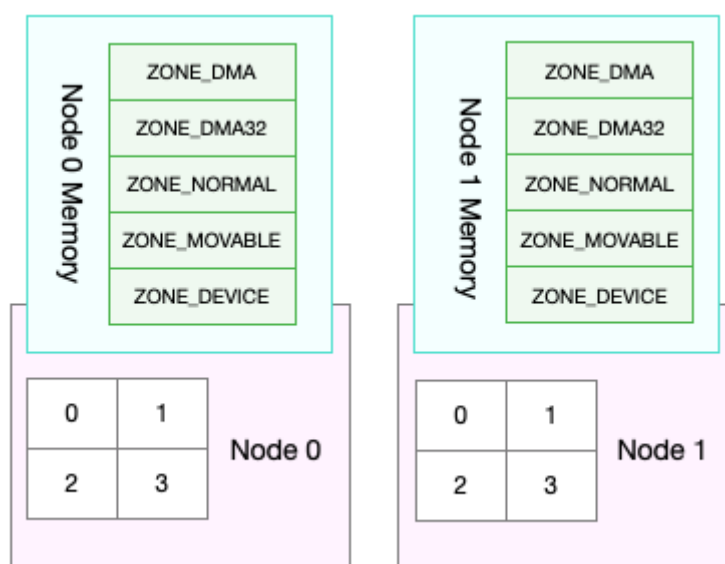 Node 0 Memory
ZONE_DMA
ZONE_DMA32
ZONE_NORMAL
ZONE_MOVABLE
ZONE_DEVICE
0 1
2 3
Node 0
Node 1 Memory
ZONE_DMA
ZONE_DMA32
ZONE_NORMAL
ZONE_MOVABLE
ZONE_DEVICE
0 1
2 3
Node 1